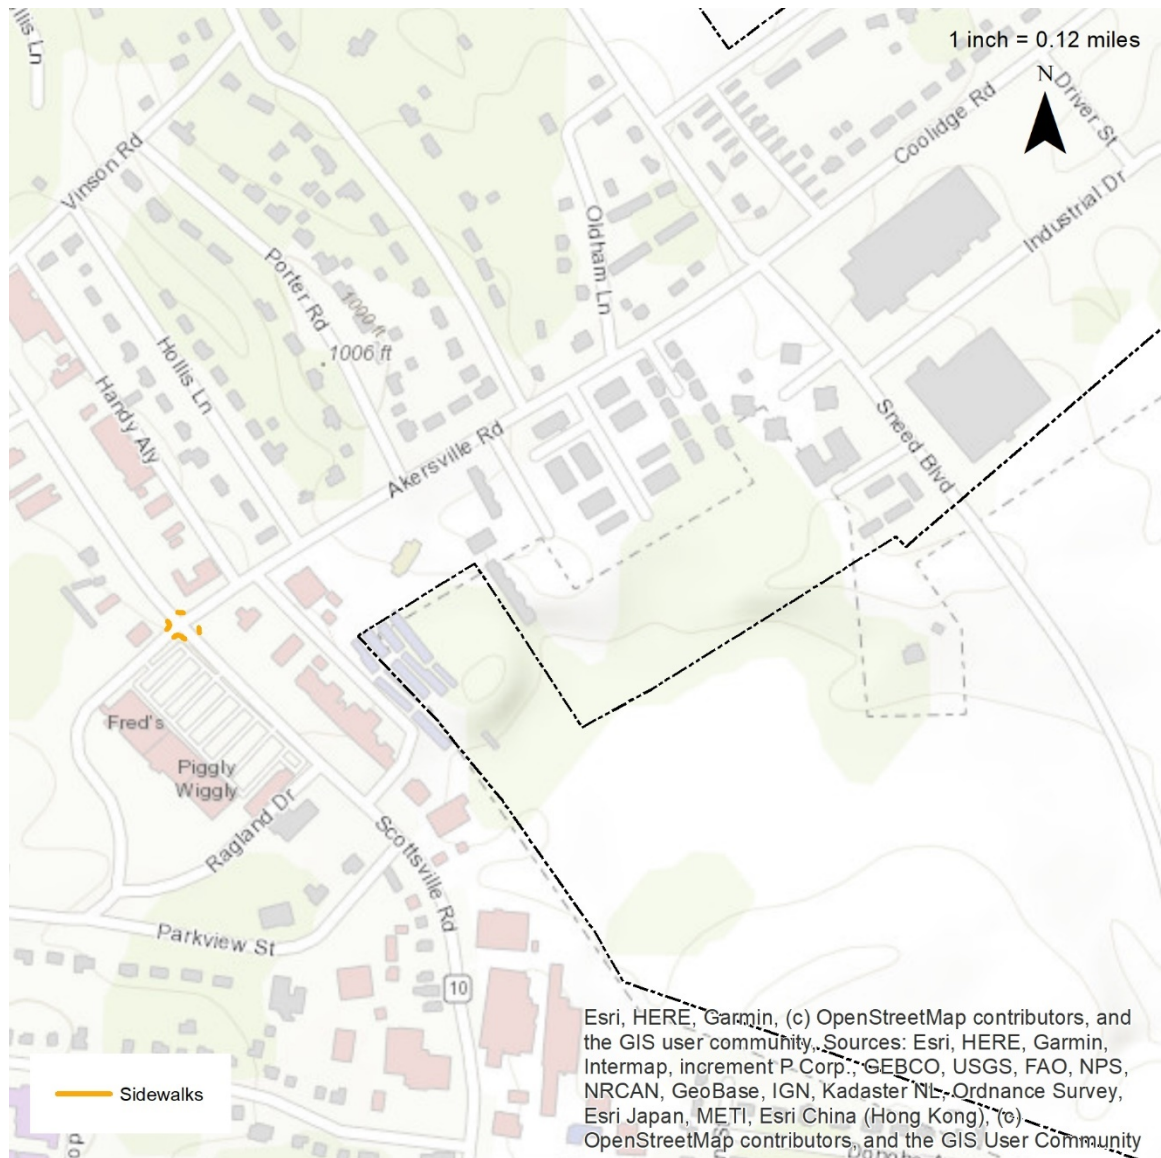 llis Ln
1 inch = 0.12 miles
N
Driver St
Coolidge Rd
Vinson Rd
Industrial Dr
Oldham Ln
Porter Rd
1000 ft
1006 ft
Hollis Ln
Handy Aly
Sneed Blvd
Akersville Rd
Fred's
Piggly
Wiggly
Ragland Dr
Scottsville Rd
Parkview St
10
Sidewalks
Esri, HERE, Garmin, (c) OpenStreetMap contributors, and
the GIS user community, Sources: Esri, HERE, Garmin,
Intermap, increment P Corp., GEBCO, USGS, FAO, NPS,
NRCAN, GeoBase, IGN, Kadaster NL, Ordnance Survey,
Esri Japan, METI, Esri China (Hong Kong), (c)
OpenStreetMap contributors, and the GIS User Community